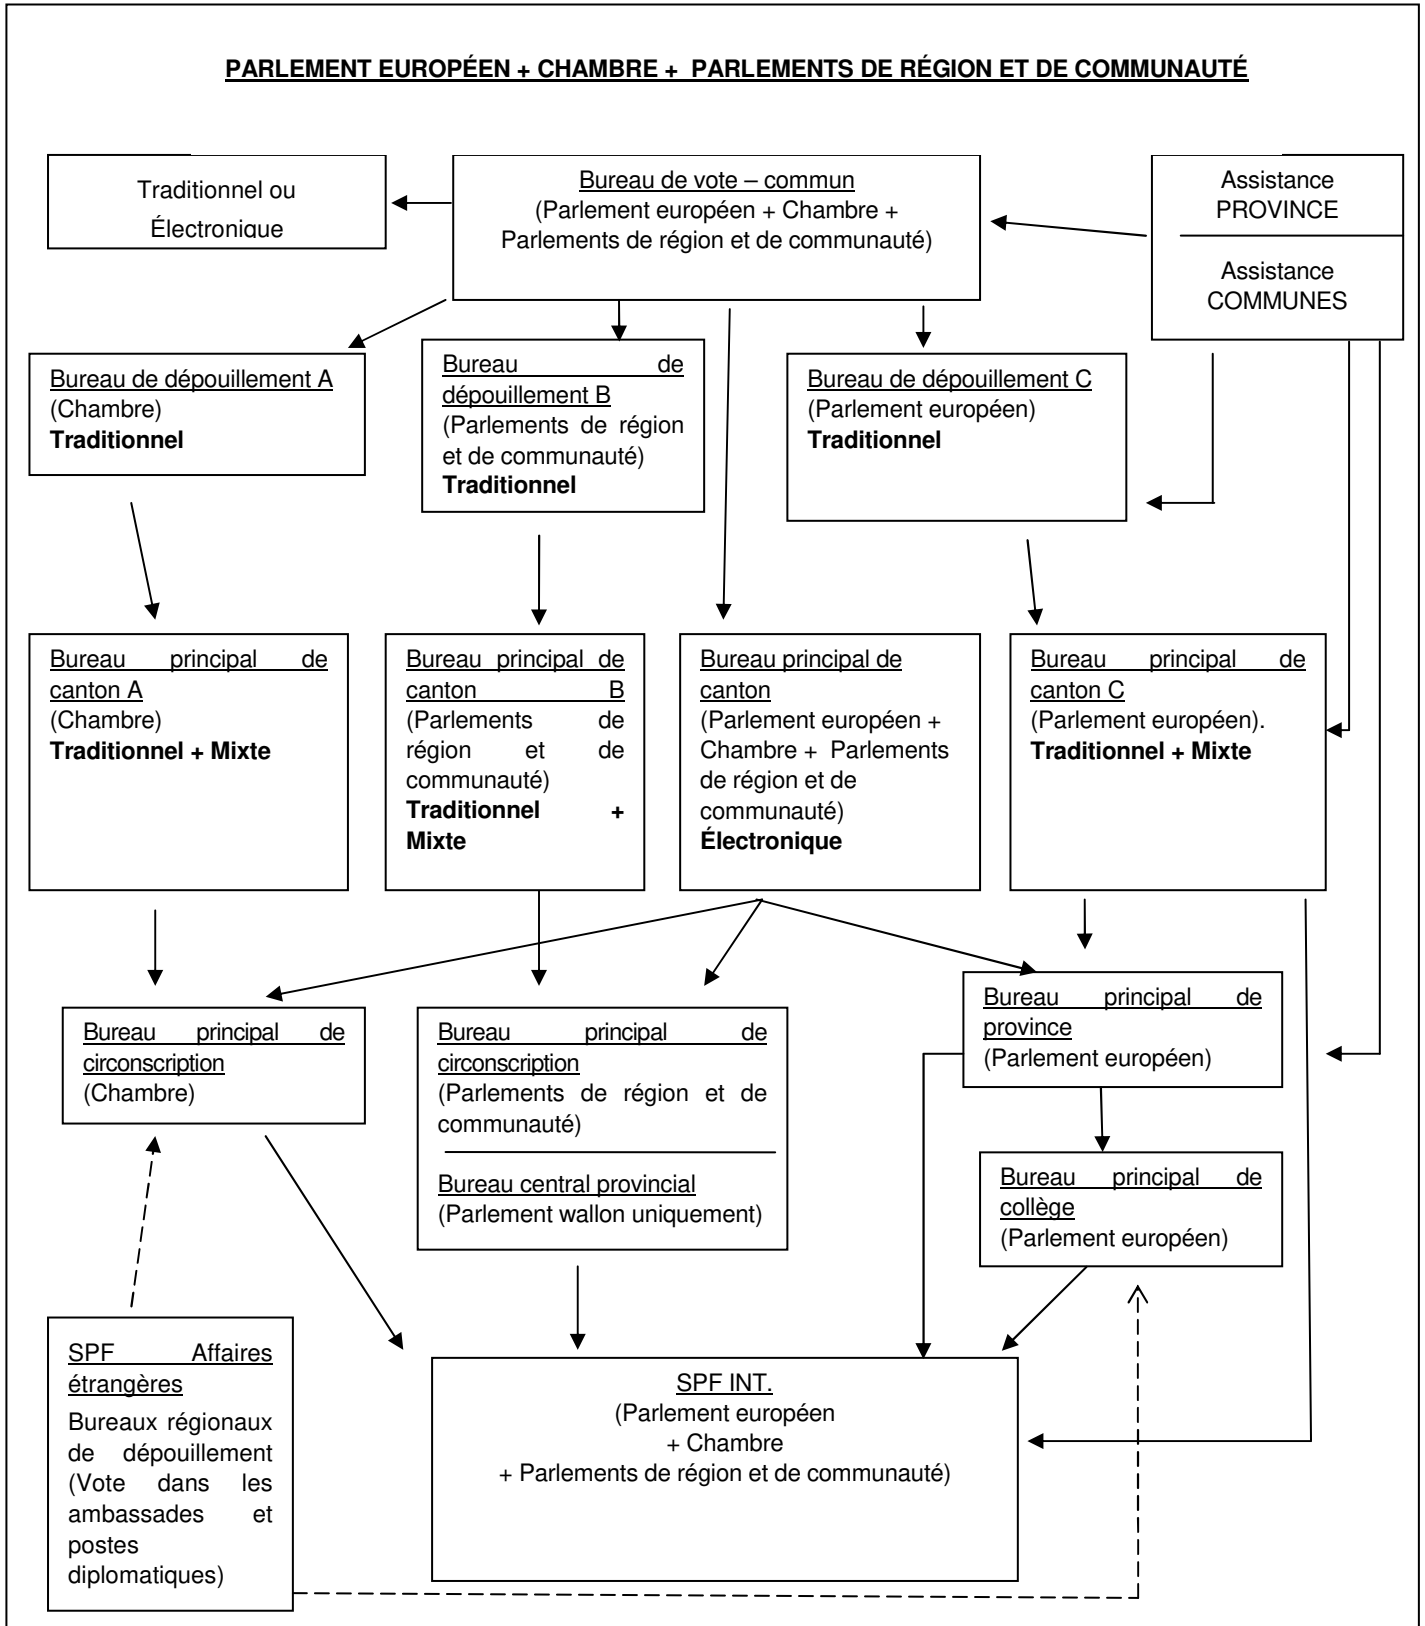 PARLEMENT EUROPÉEN + CHAMBRE + PARLEMENTS DE RÉGION ET DE COMMUNAUTÉ
Traditionnel ou
Électronique
Bureau de vote – commun
(Parlement européen + Chambre +
Parlements de région et de communauté)
Assistance
PROVINCE
Assistance
COMMUNES
Bureau de dépouillement A
(Chambre)
Traditionnel
Bureau de
dépouillement B
(Parlements de région
et de communauté)
Traditionnel
Bureau de dépouillement C
(Parlement européen)
Traditionnel
Bureau principal de
canton A
(Chambre)
Traditionnel + Mixte
Bureau principal de
canton B
(Parlements de
région et de
communauté)
Traditionnel +
Mixte
Bureau principal de
canton
(Parlement européen +
Chambre + Parlements
de région et de
communauté)
Électronique
Bureau principal de
canton C
(Parlement européen).
Traditionnel + Mixte
Bureau principal de
circonscription
(Chambre)
Bureau principal de
circonscription
(Parlements de région et de
communauté)
Bureau central provincial
(Parlement wallon uniquement)
Bureau principal de
province
(Parlement européen)
Bureau principal de
collège
(Parlement européen)
SPF Affaires
étrangères
Bureaux régionaux
de dépouillement
(Vote dans les
ambassades et
postes
diplomatiques)
SPF INT.
(Parlement européen
+ Chambre
+ Parlements de région et de communauté)